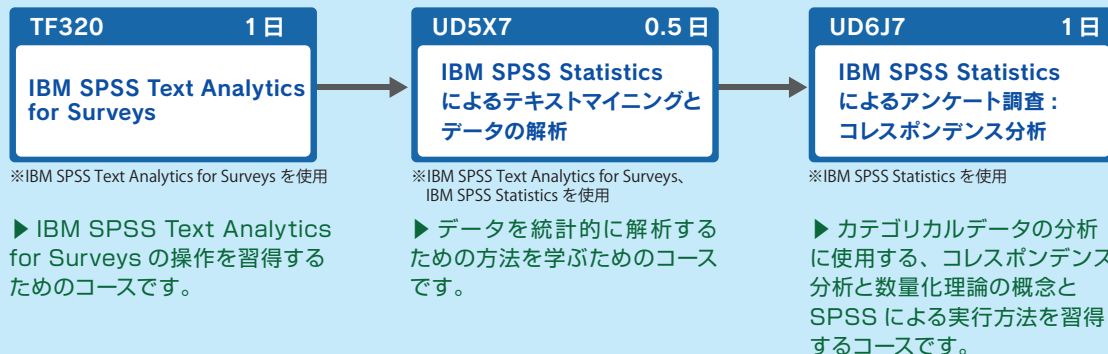 TF320 1日
IBM SPSS Text Analytics
for Surveys
※IBM SPSS Text Analytics for Surveys を使用
▶ IBM SPSS Text Analytics
for Surveys の操作を習得する
ためのコースです。
UD5X7 0.5日
IBM SPSS Statistics
によるテキストマイニングと
データの解析
※IBM SPSS Text Analytics for Surveys、
IBM SPSS Statistics を使用
▶ データを統計的に解析する
ための方法を学ぶためのコース
です。
UD6J7 1日
IBM SPSS Statistics
によるアンケート調査：
コレスポンデンス分析
※IBM SPSS Statistics を使用
▶ カテゴリカルデータの分析
に使用する、コレスポンデンス
分析と数量化理論の概念と
SPSS による実行方法を習得
するコースです。